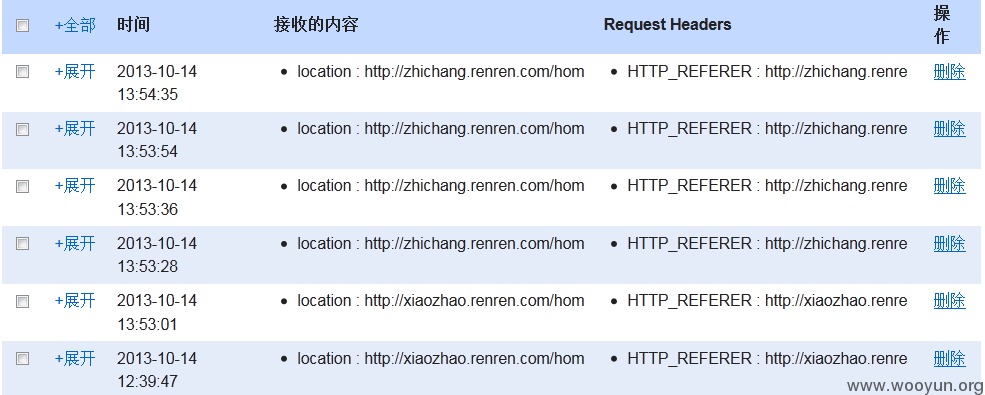 +全部 时间 接收的内容 Request Headers 操作
+展开 2013-10-14 13:54:35 location : http://zhichang.renren.com/hom HTTP_REFERER : http://zhichang.renre 删除
+展开 2013-10-14 13:53:54 location : http://zhichang.renren.com/hom HTTP_REFERER : http://zhichang.renre 删除
+展开 2013-10-14 13:53:36 location : http://zhichang.renren.com/hom HTTP_REFERER : http://zhichang.renre 删除
+展开 2013-10-14 13:53:28 location : http://zhichang.renren.com/hom HTTP_REFERER : http://zhichang.renre 删除
+展开 2013-10-14 13:53:01 location : http://xiaozhao.renren.com/hom HTTP_REFERER : http://xiaozhao.renre 删除
+展开 2013-10-14 12:39:47 location : http://xiaozhao.renren.com/hom HTTP_REFERER : http://xiaozhao.renre 删除
www.wooyun.org